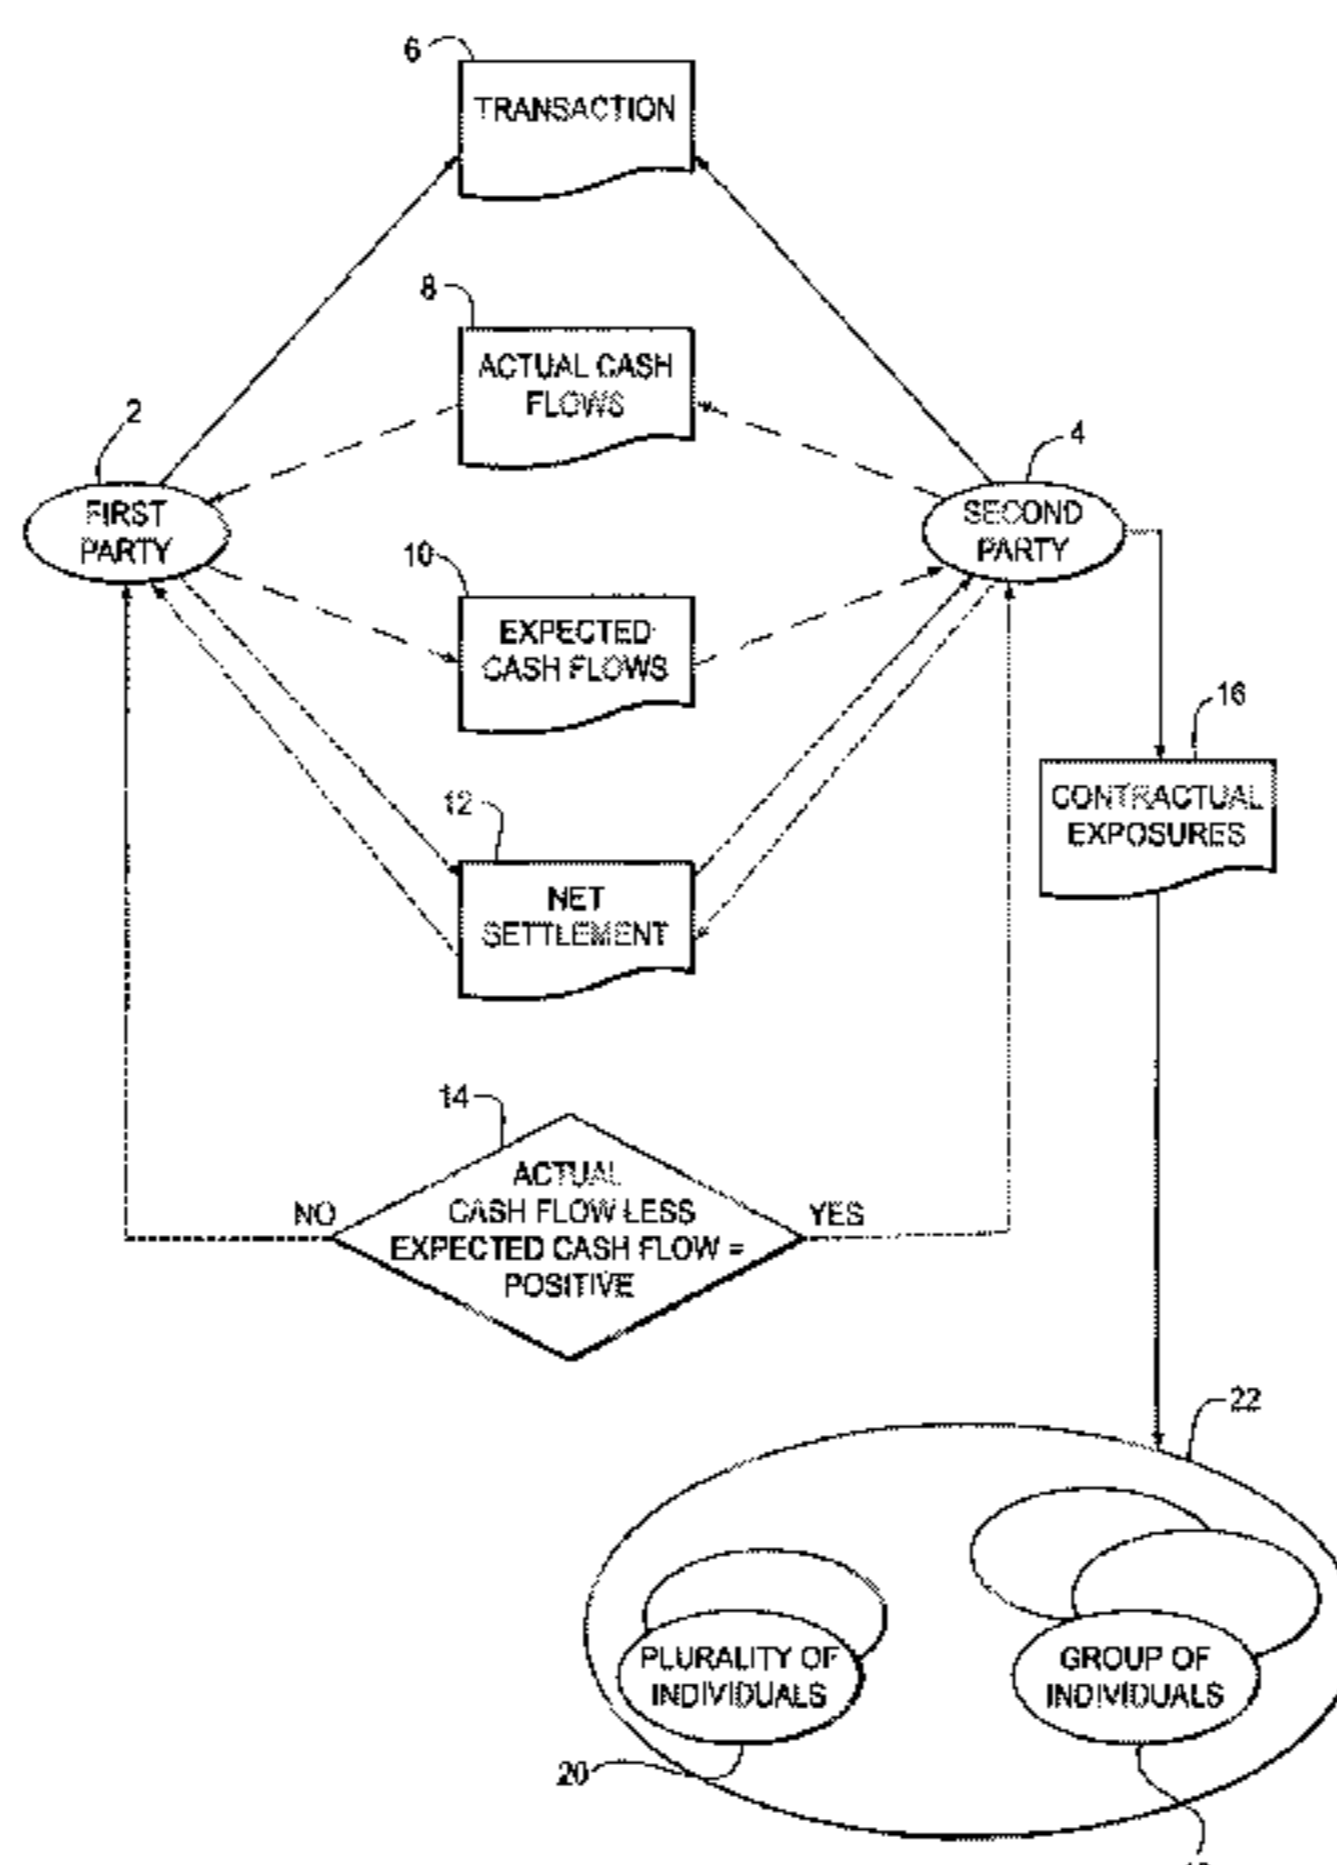 6
TRANSACTION
8
ACTUAL CASH
FLOWS
2
FIRST
PARTY
4
SECOND
PARTY
10
EXPECTED
CASH FLOWS
16
CONTRACTUAL
EXPOSURES
12
NET
SETTLEMENT
14
ACTUAL
CASH FLOW LESS
EXPECTED CASH FLOW =
POSITIVE
NO
YES
22
PLURALITY OF
INDIVIDUALS
GROUP OF
INDIVIDUALS
20